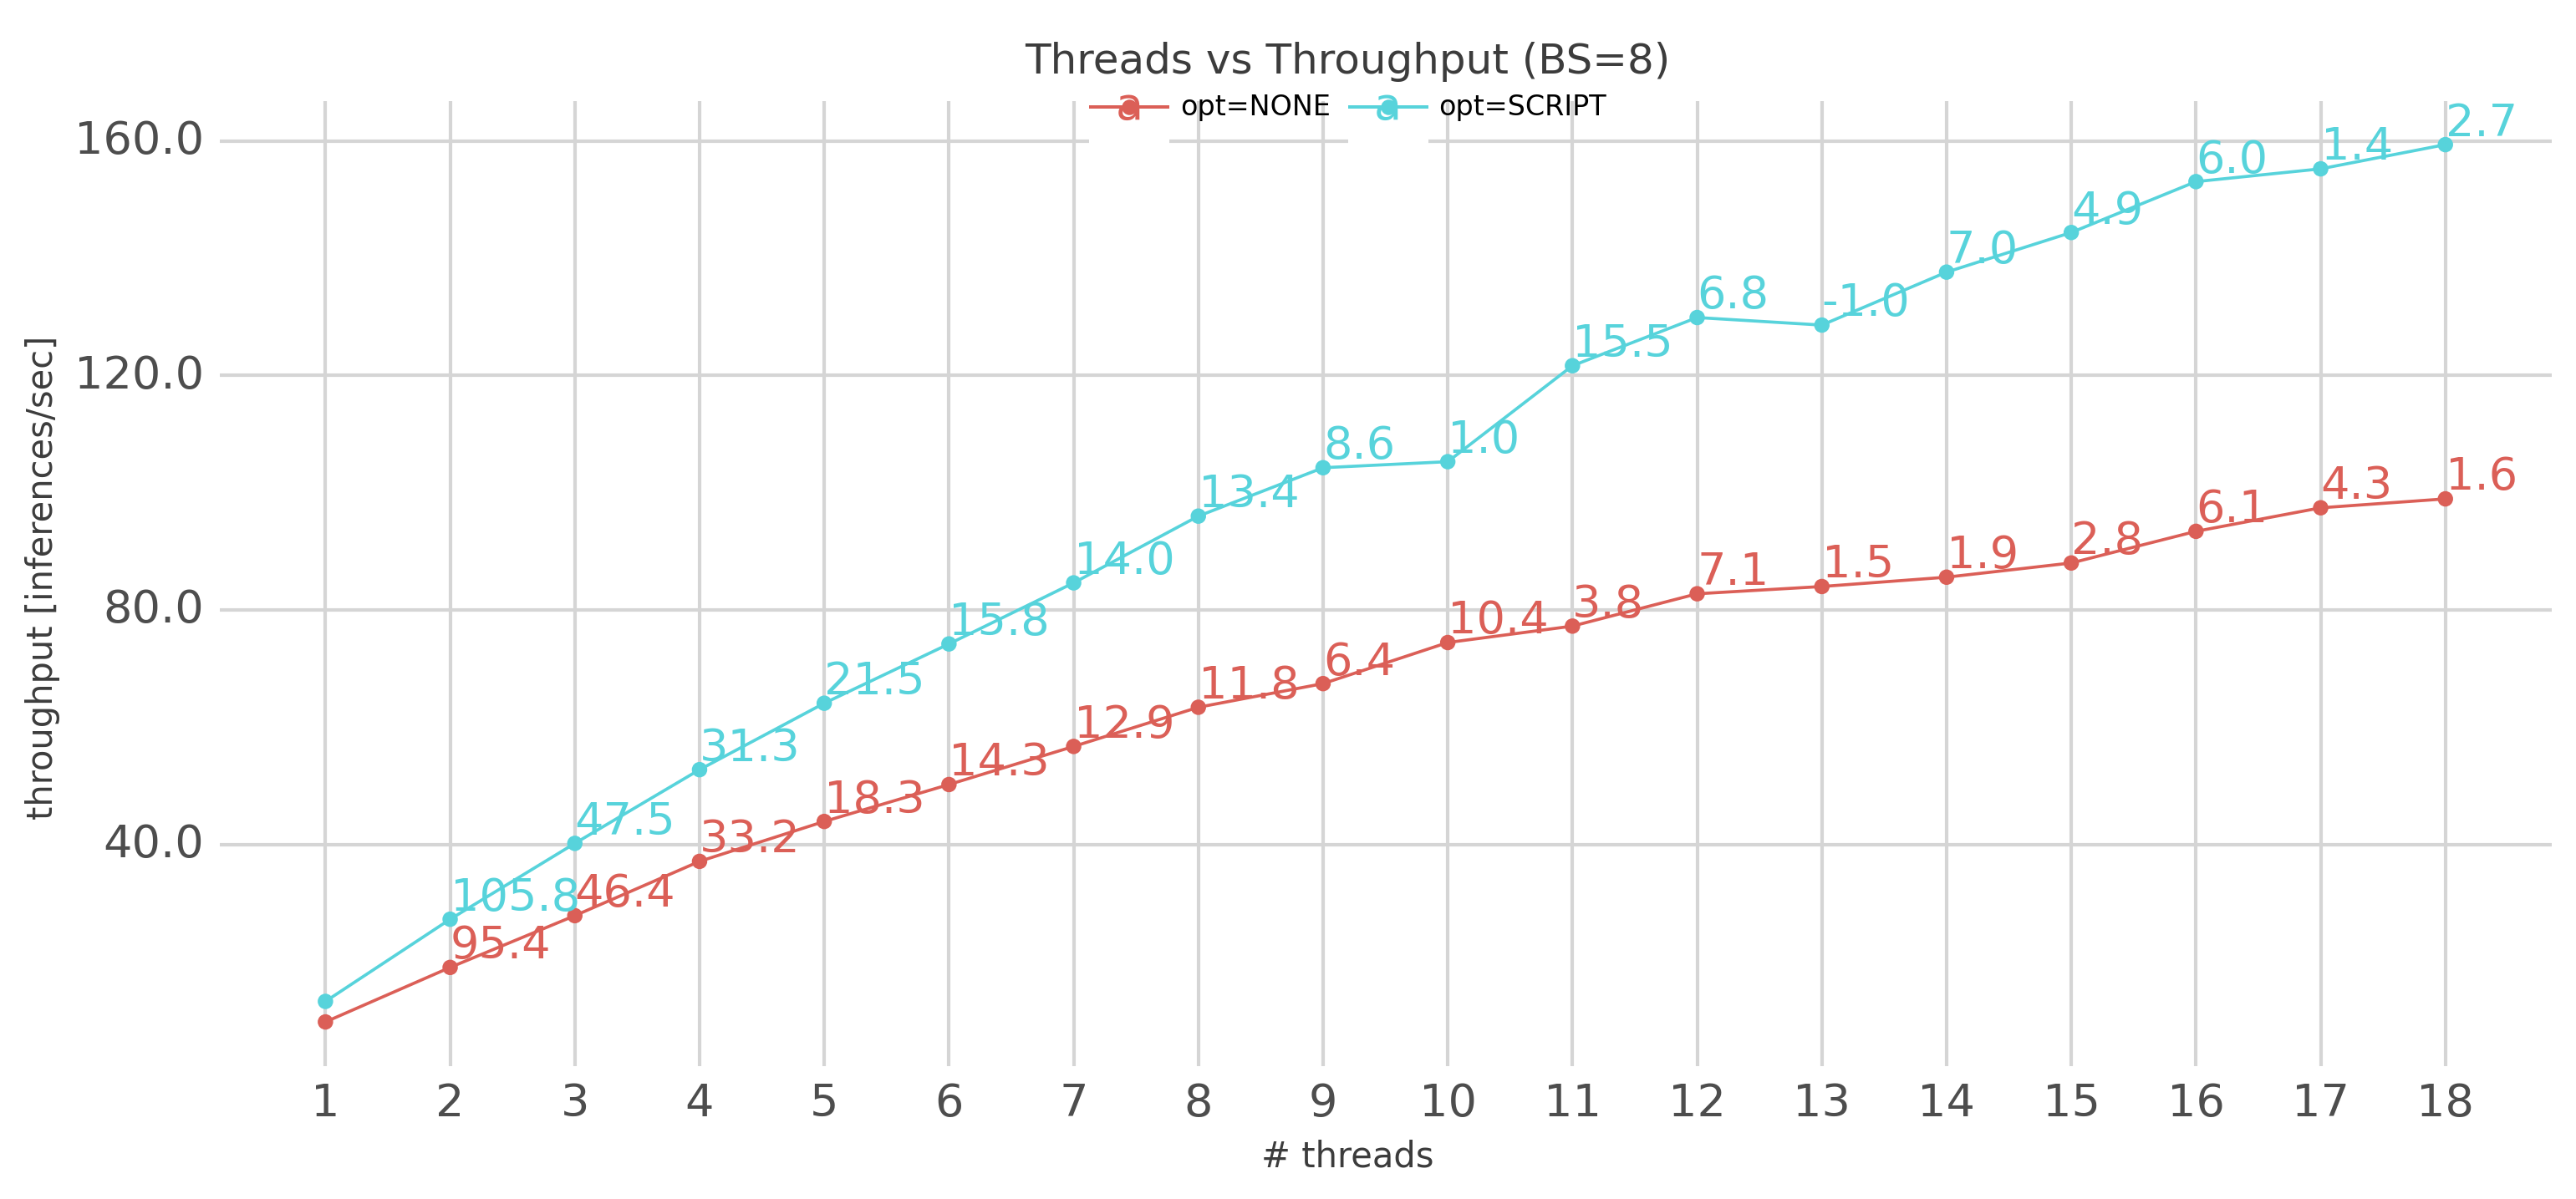 Threads vs Throughput (BS=8)
a opt=NONE a opt=SCRIPT
throughput [inferences/sec]
160.0
120.0
80.0
40.0
105.8 47.5 31.3 21.5 15.8 14.0 13.4 8.6 1.0 15.5 6.8 -1.0 7.0 4.9 6.0 1.4 2.7
95.4 46.4 33.2 18.3 14.3 12.9 11.8 6.4 10.4 3.8 7.1 1.5 1.9 2.8 6.1 4.3 1.6
1 2 3 4 5 6 7 8 9 10 11 12 13 14 15 16 17 18
# threads